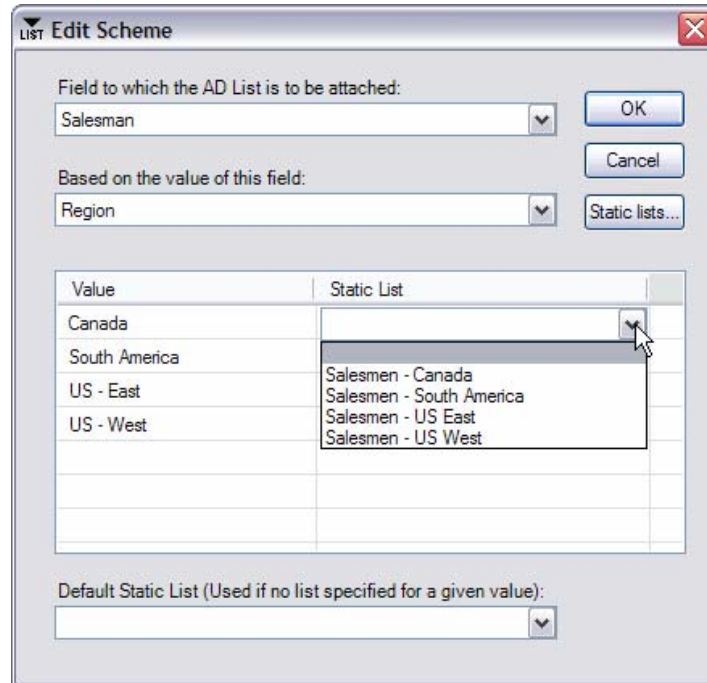 LIST Edit Scheme
Field to which the AD List is to be attached:
Salesman
OK
Cancel
Based on the value of this field:
Region
Static lists...
Value Static List
Canada
South America
US - East
US - West
Salesmen - Canada
Salesmen - South America
Salesmen - US East
Salesmen - US West
Default Static List (Used if no list specified for a given value):